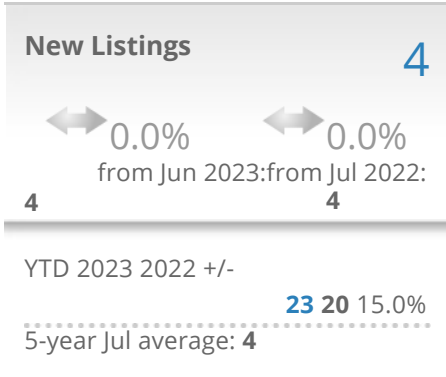 New Listings 4
0.0% 0.0%
from Jun 2023:from Jul 2022:
4 4
YTD 2023 2022 +/-
23 20 15.0%
5-year Jul average: 4